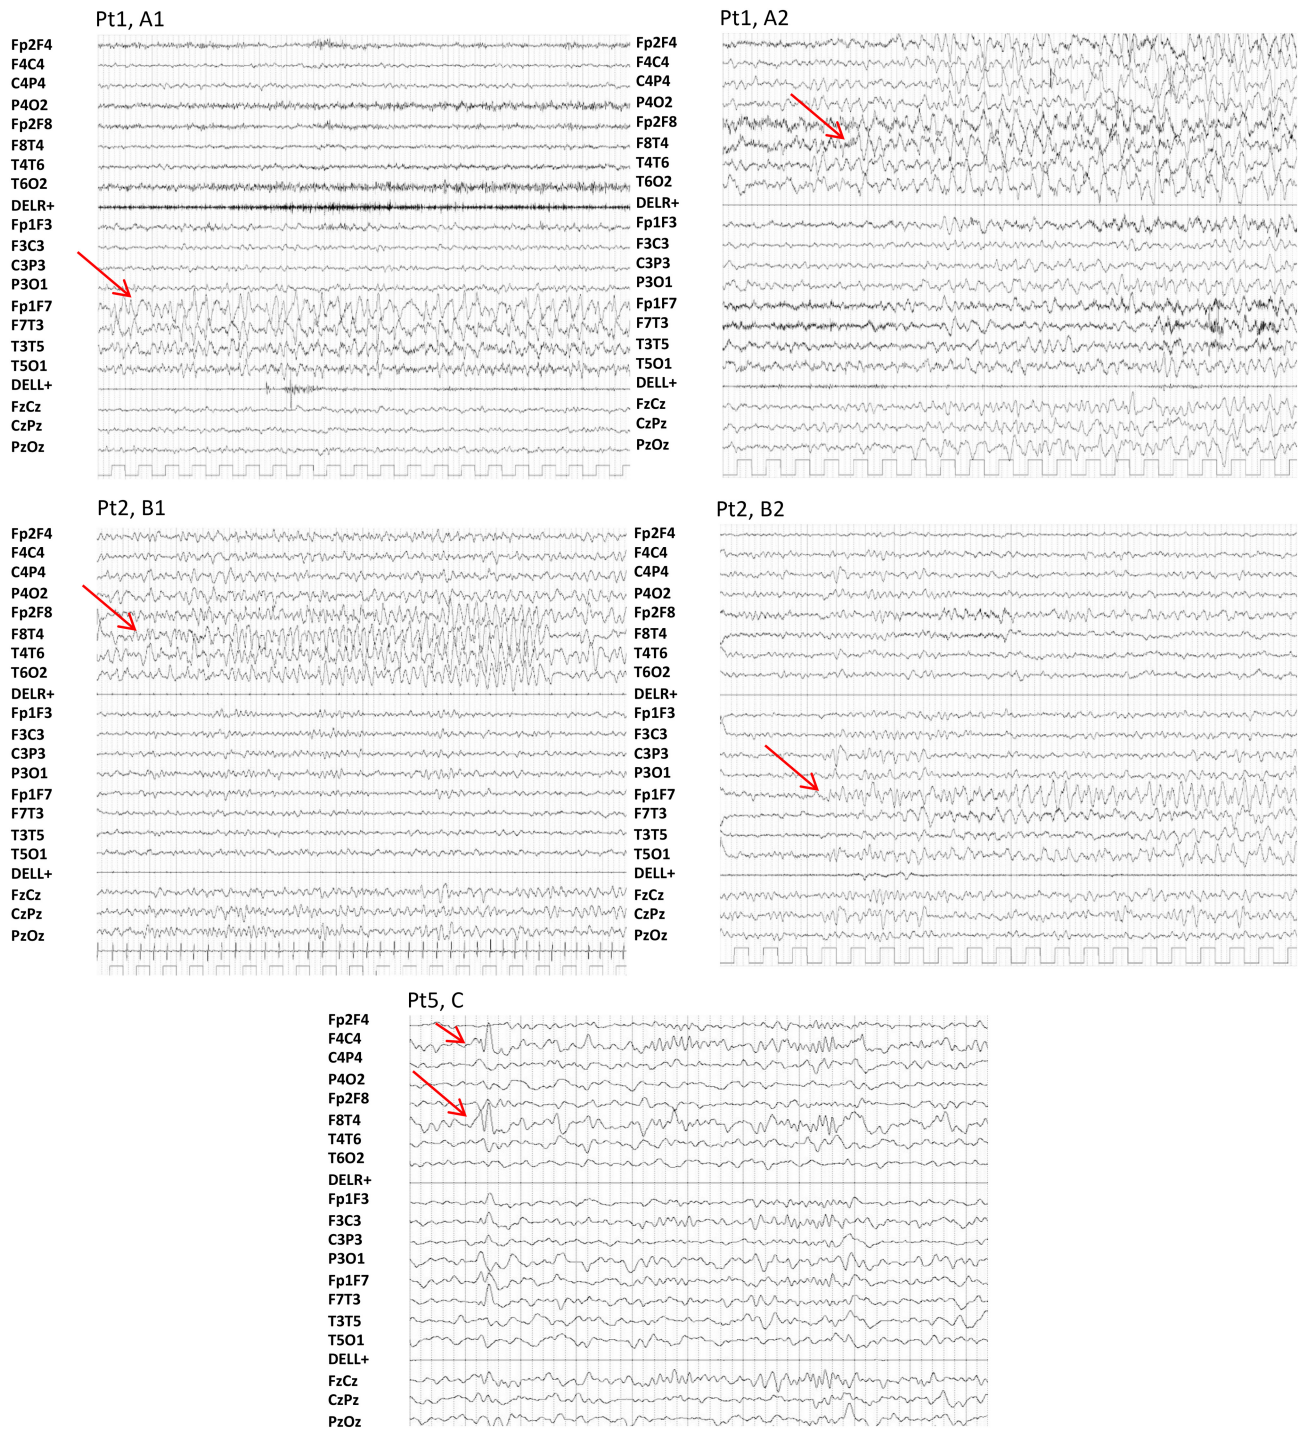 Pt1, A1
Fp2F4
F4C4
C4P4
P4O2
Fp2F8
F8T4
T4T6
T6O2
DELR+
Fp1F3
F3C3
C3P3
P3O1
Fp1F7
F7T3
T3T5
T5O1
DELL+
FzCz
CzPz
PzOz
Pt1, A2
Fp2F4
F4C4
C4P4
P4O2
Fp2F8
F8T4
T4T6
T6O2
DELR+
Fp1F3
F3C3
C3P3
P3O1
Fp1F7
F7T3
T3T5
T5O1
DELL+
FzCz
CzPz
PzOz
Pt2, B1
Fp2F4
F4C4
C4P4
P4O2
Fp2F8
F8T4
T4T6
T6O2
DELR+
Fp1F3
F3C3
C3P3
P3O1
Fp1F7
F7T3
T3T5
T5O1
DELL+
FzCz
CzPz
PzOz
Pt2, B2
Fp2F4
F4C4
C4P4
P4O2
Fp2F8
F8T4
T4T6
T6O2
DELR+
Fp1F3
F3C3
C3P3
P3O1
Fp1F7
F7T3
T3T5
T5O1
DELL+
FzCz
CzPz
PzOz
Pt5, C
Fp2F4
F4C4
C4P4
P4O2
Fp2F8
F8T4
T4T6
T6O2
DELR+
Fp1F3
F3C3
C3P3
P3O1
Fp1F7
F7T3
T3T5
T5O1
DELL+
FzCz
CzPz
PzOz